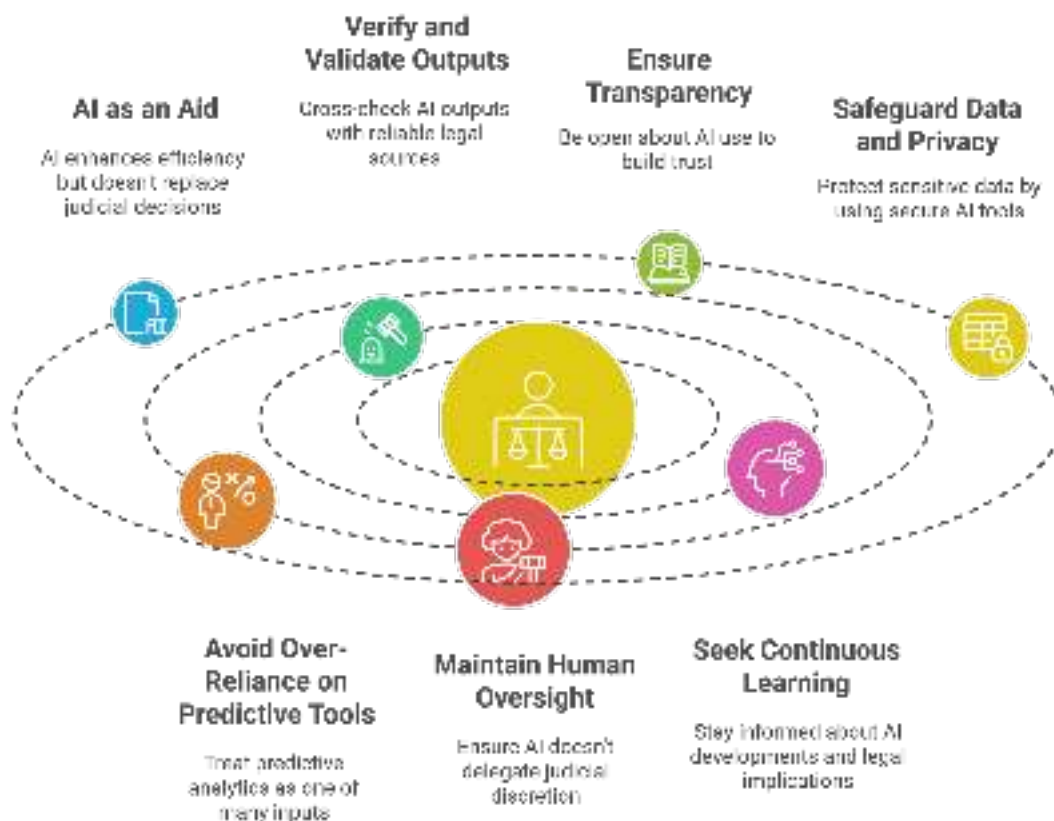 AI as an Aid
AI enhances efficiency
but doesn't replace
judicial decisions
Verify and
Validate Outputs
Cross-check AI outputs
with reliable legal
sources
Ensure
Transparency
Be open about AI use to
build trust
Safeguard Data
and Privacy
Protect sensitive data by
using secure AI tools
Avoid Over-
Reliance on
Predictive Tools
Treat predictive
analytics as one of
many inputs
Maintain Human
Oversight
Ensure AI doesn't
delegate judicial
discretion
Seek Continuous
Learning
Stay informed about AI
developments and legal
implications